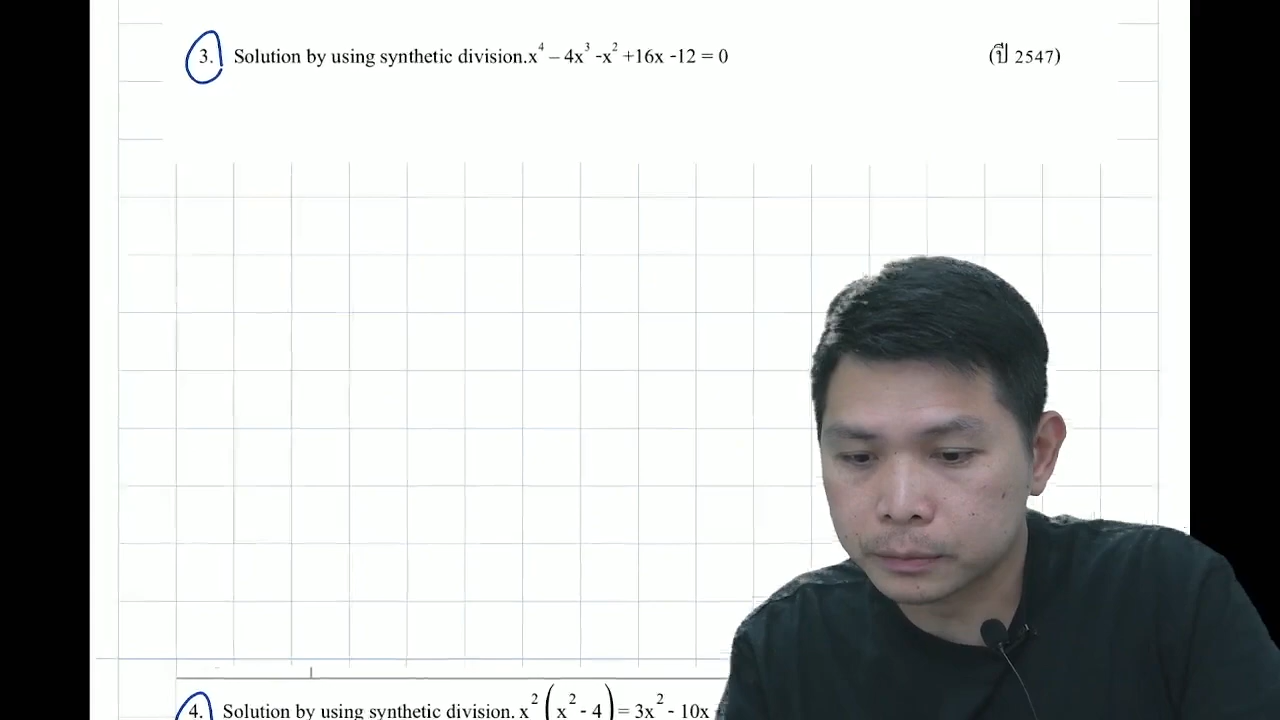 3. Solution by using synthetic division.x⁴ – 4x³ -x² +16x -12 = 0 (ปี 2547)
4. Solution by using synthetic division. x² (x² - 4) = 3x² - 10x